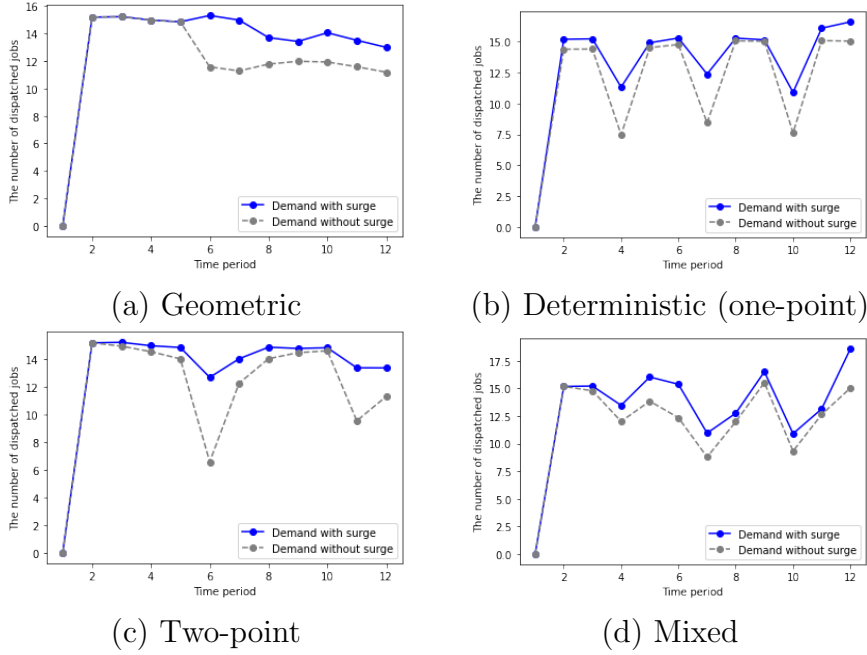 The number of dispatched jobs
16
14
12
10
8
6
4
2
0
2 4 6 8 10 12
Time period
Demand with surge
Demand without surge
(a) Geometric
The number of dispatched jobs
15.0
12.5
10.0
7.5
5.0
2.5
0.0
2 4 6 8 10 12
Time period
Demand with surge
Demand without surge
(b) Deterministic (one-point)
The number of dispatched jobs
14
12
10
8
6
4
2
0
2 4 6 8 10 12
Time period
Demand with surge
Demand without surge
(c) Two-point
The number of dispatched jobs
17.5
15.0
12.5
10.0
7.5
5.0
2.5
0.0
2 4 6 8 10 12
Time period
Demand with surge
Demand without surge
(d) Mixed